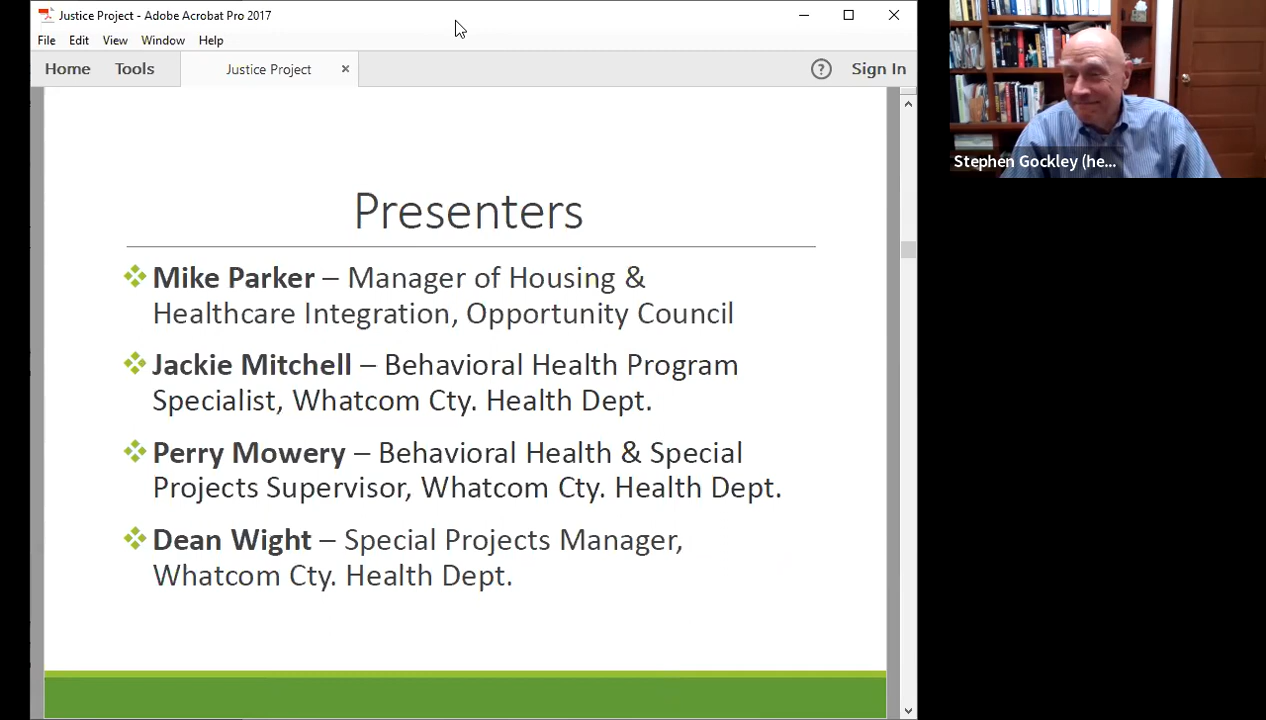 Justice Project - Adobe Acrobat Pro 2017
File Edit View Window Help
Home Tools Justice Project × ? Sign In
Presenters
Mike Parker – Manager of Housing &
Healthcare Integration, Opportunity Council
Jackie Mitchell – Behavioral Health Program
Specialist, Whatcom Cty. Health Dept.
Perry Mowery – Behavioral Health & Special
Projects Supervisor, Whatcom Cty. Health Dept.
Dean Wight – Special Projects Manager,
Whatcom Cty. Health Dept.
Stephen Gockley (he...